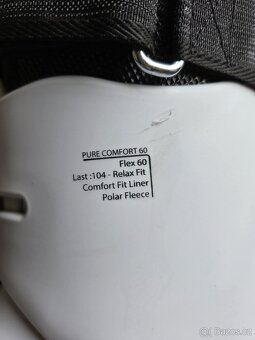 PURE COMFORT 60
Flex 60
Last :104 - Relax Fit
Comfort Fit Liner
Polar Fleece
Bazos.cz